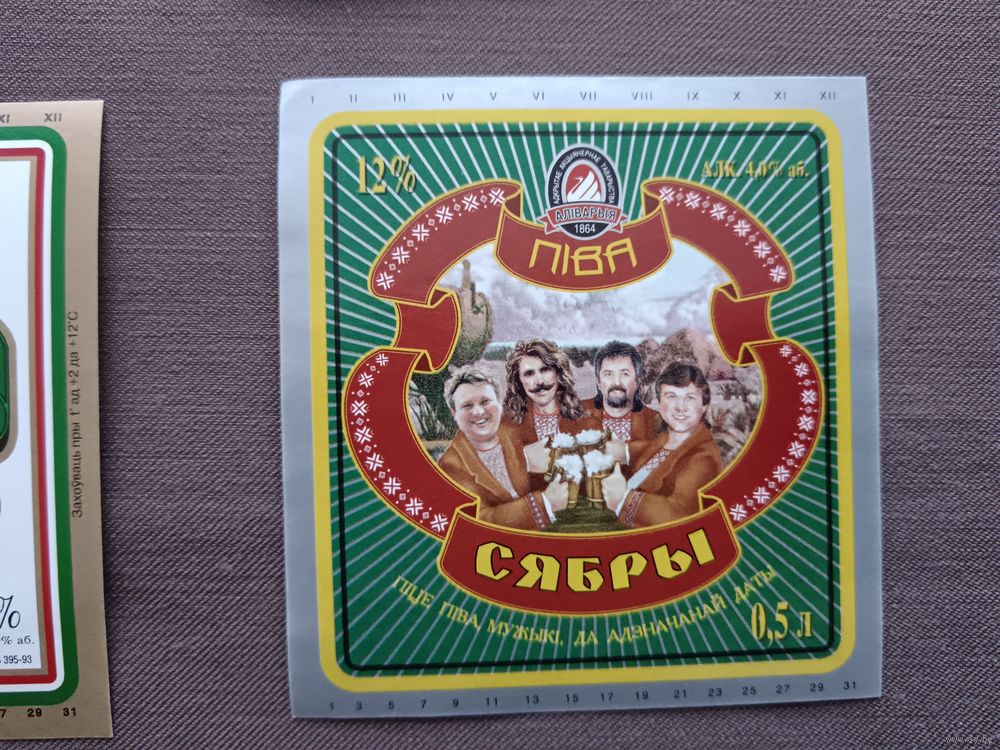 XI XII
Захоўваць пры t° ад +2 да +12°C
%
% аб.
395-93
7 29 31
I II III IV V VI VII VIII IX X XI XII
12%
АЛК. 4,0% аб.
АДКРЫТАЕ АКЦЫЯНЕРНАЕ ТАВАРЫСТВА
АЛІВАРЫЯ
1864
ПІВА
СЯБРЫ
ПІЦЕ ПІВА, МУЖЫКІ, ДА АДЗНАЧАНАЙ ДАТЫ
0,5 л
1 3 5 7 9 11 13 15 17 19 21 23 25 27 29 31